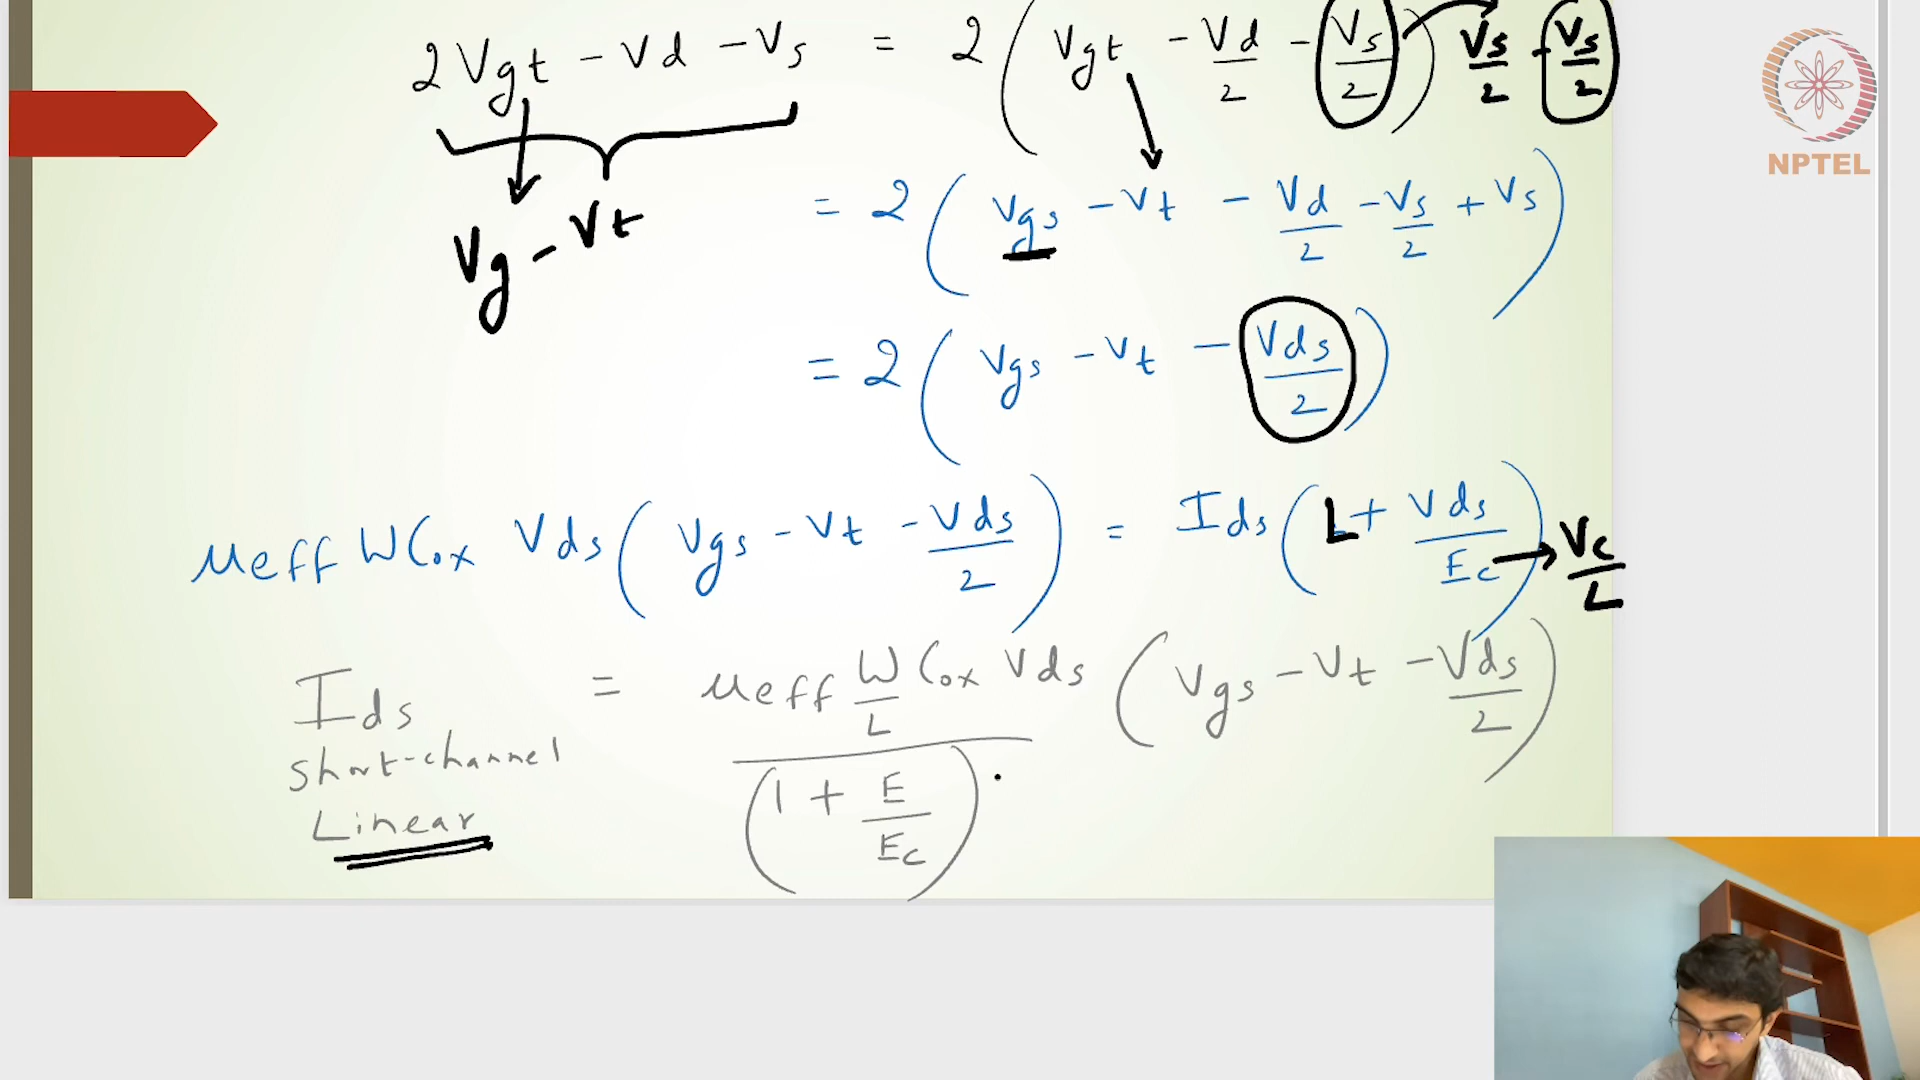 2Vgt - Vd - Vs = 2(Vgt - Vd/2 - Vs/2) Vs/2 - Vs/2
NPTEL
Vg - Vt
= 2(Vgs - Vt - Vd/2 - Vs/2 + Vs)
= 2(Vgs - Vt - Vds/2)
μeff WCox Vds(Vgs - Vt - Vds/2) = Ids(L + Vds/Ec) → Vc/L
Ids = μeff W/L Cox Vds (Vgs - Vt - Vds/2)
Short-channel
Linear
(1 + E/Ec)